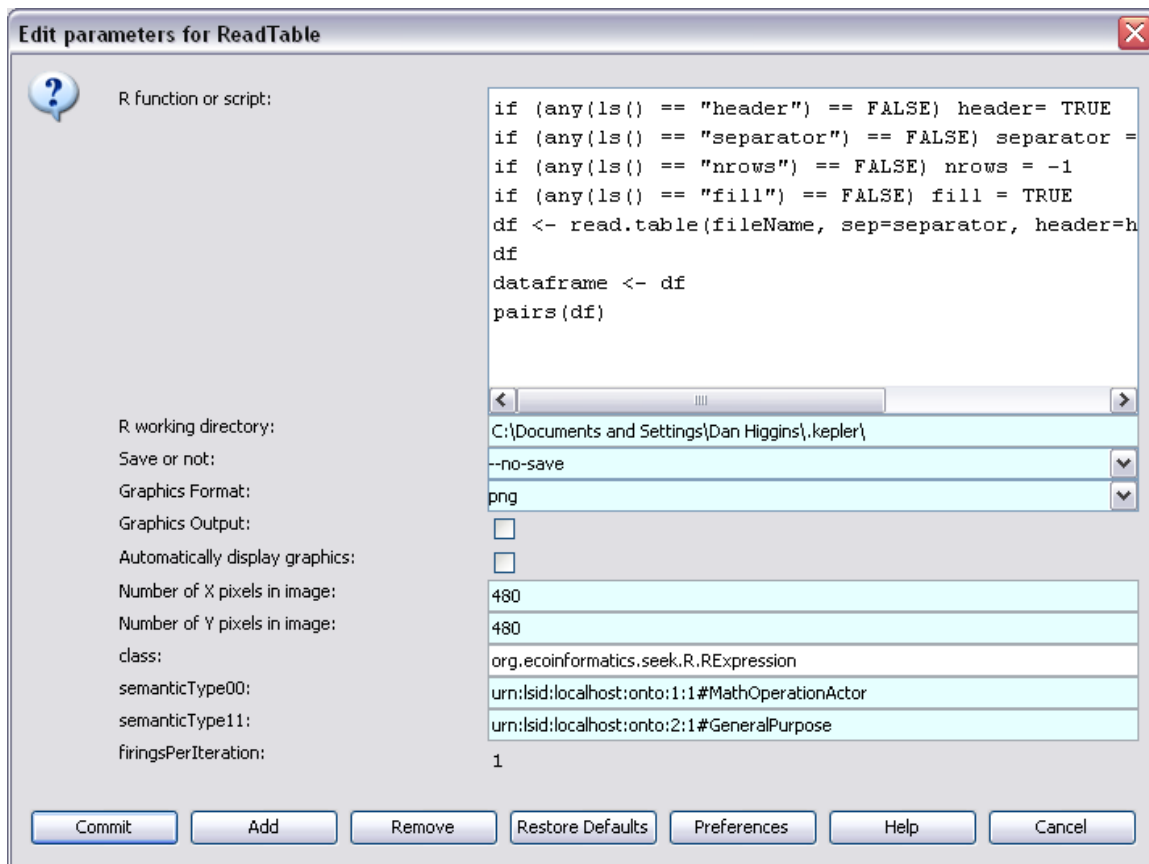 Edit parameters for ReadTable
R function or script:
if (any(ls() == "header") == FALSE) header= TRUE
if (any(ls() == "separator") == FALSE) separator =
if (any(ls() == "nrows") == FALSE) nrows = -1
if (any(ls() == "fill") == FALSE) fill = TRUE
df <- read.table(fileName, sep=separator, header=h
df
dataframe <- df
pairs(df)
R working directory: C:\Documents and Settings\Dan Higgins\.kepler\
Save or not: --no-save
Graphics Format: png
Graphics Output:
Automatically display graphics:
Number of X pixels in image: 480
Number of Y pixels in image: 480
class: org.ecoinformatics.seek.R.RExpression
semanticType00: urn:lsid:localhost:onto:1:1#MathOperationActor
semanticType11: urn:lsid:localhost:onto:2:1#GeneralPurpose
firingsPerIteration: 1
Commit Add Remove Restore Defaults Preferences Help Cancel